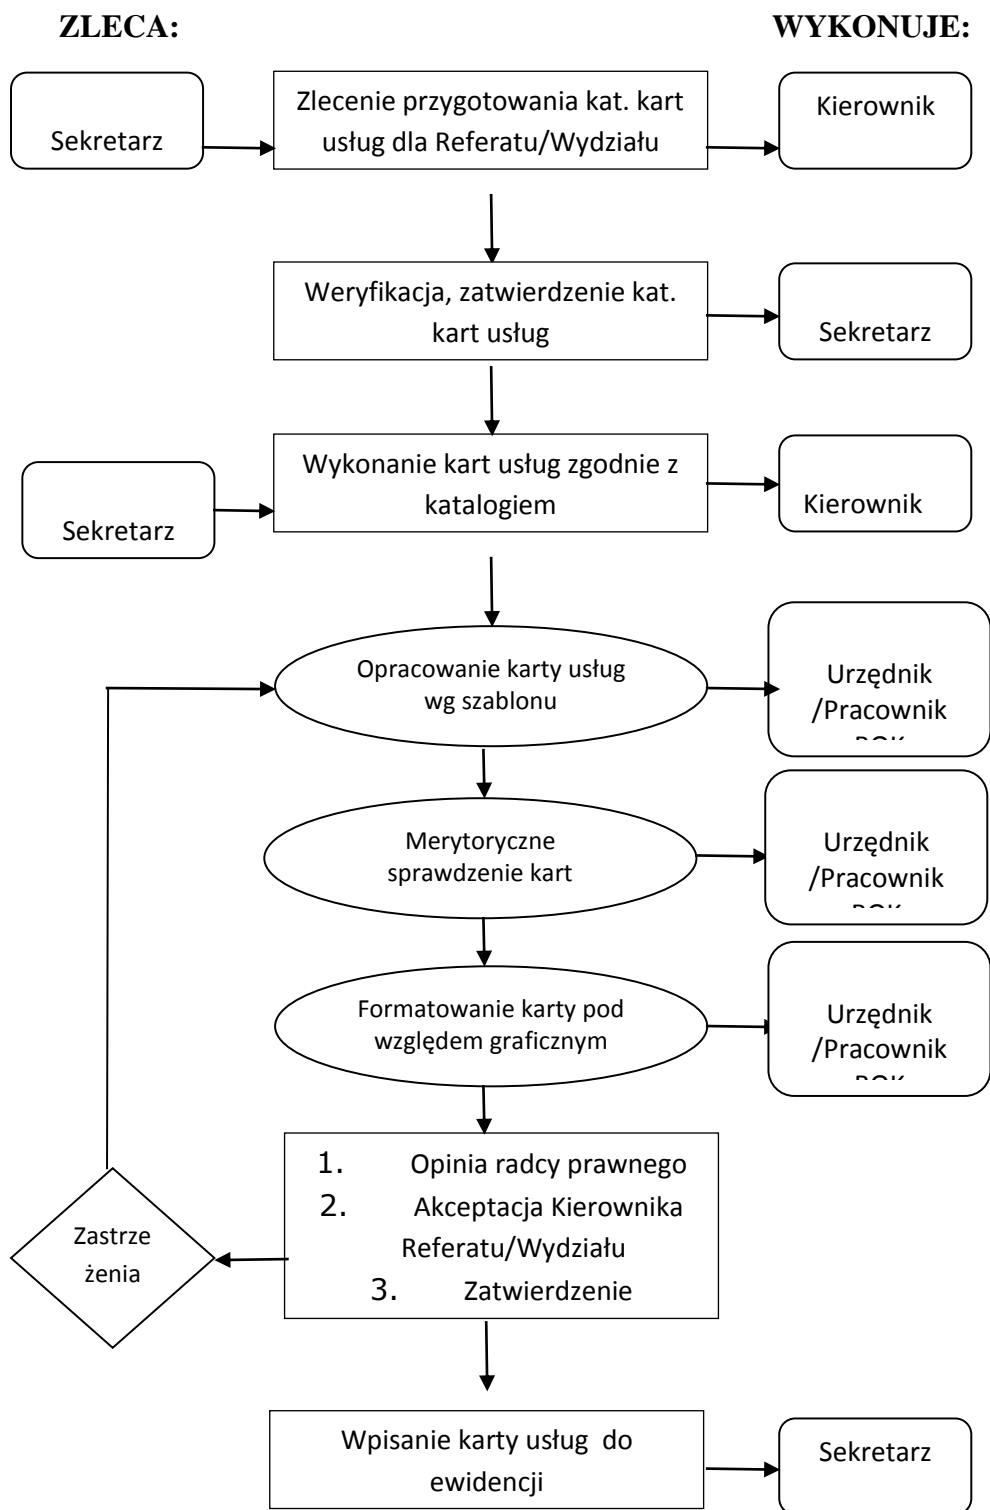 ZLECA:
WYKONUJE:
Sekretarz
Zlecenie przygotowania kat. kart
usług dla Referatu/Wydziału
Kierownik
Weryfikacja, zatwierdzenie kat.
kart usług
Sekretarz
Sekretarz
Wykonanie kart usług zgodnie z
katalogiem
Kierownik
Opracowanie karty usług
wg szablonu
Urzędnik
/Pracownik
Merytoryczne
sprawdzenie kart
Urzędnik
/Pracownik
Formatowanie karty pod
względem graficznym
Urzędnik
/Pracownik
1. Opinia radcy prawnego
2. Akceptacja Kierownika
Referatu/Wydziału
3. Zatwierdzenie
Zastrze
żenia
Wpisanie karty usług do
ewidencji
Sekretarz